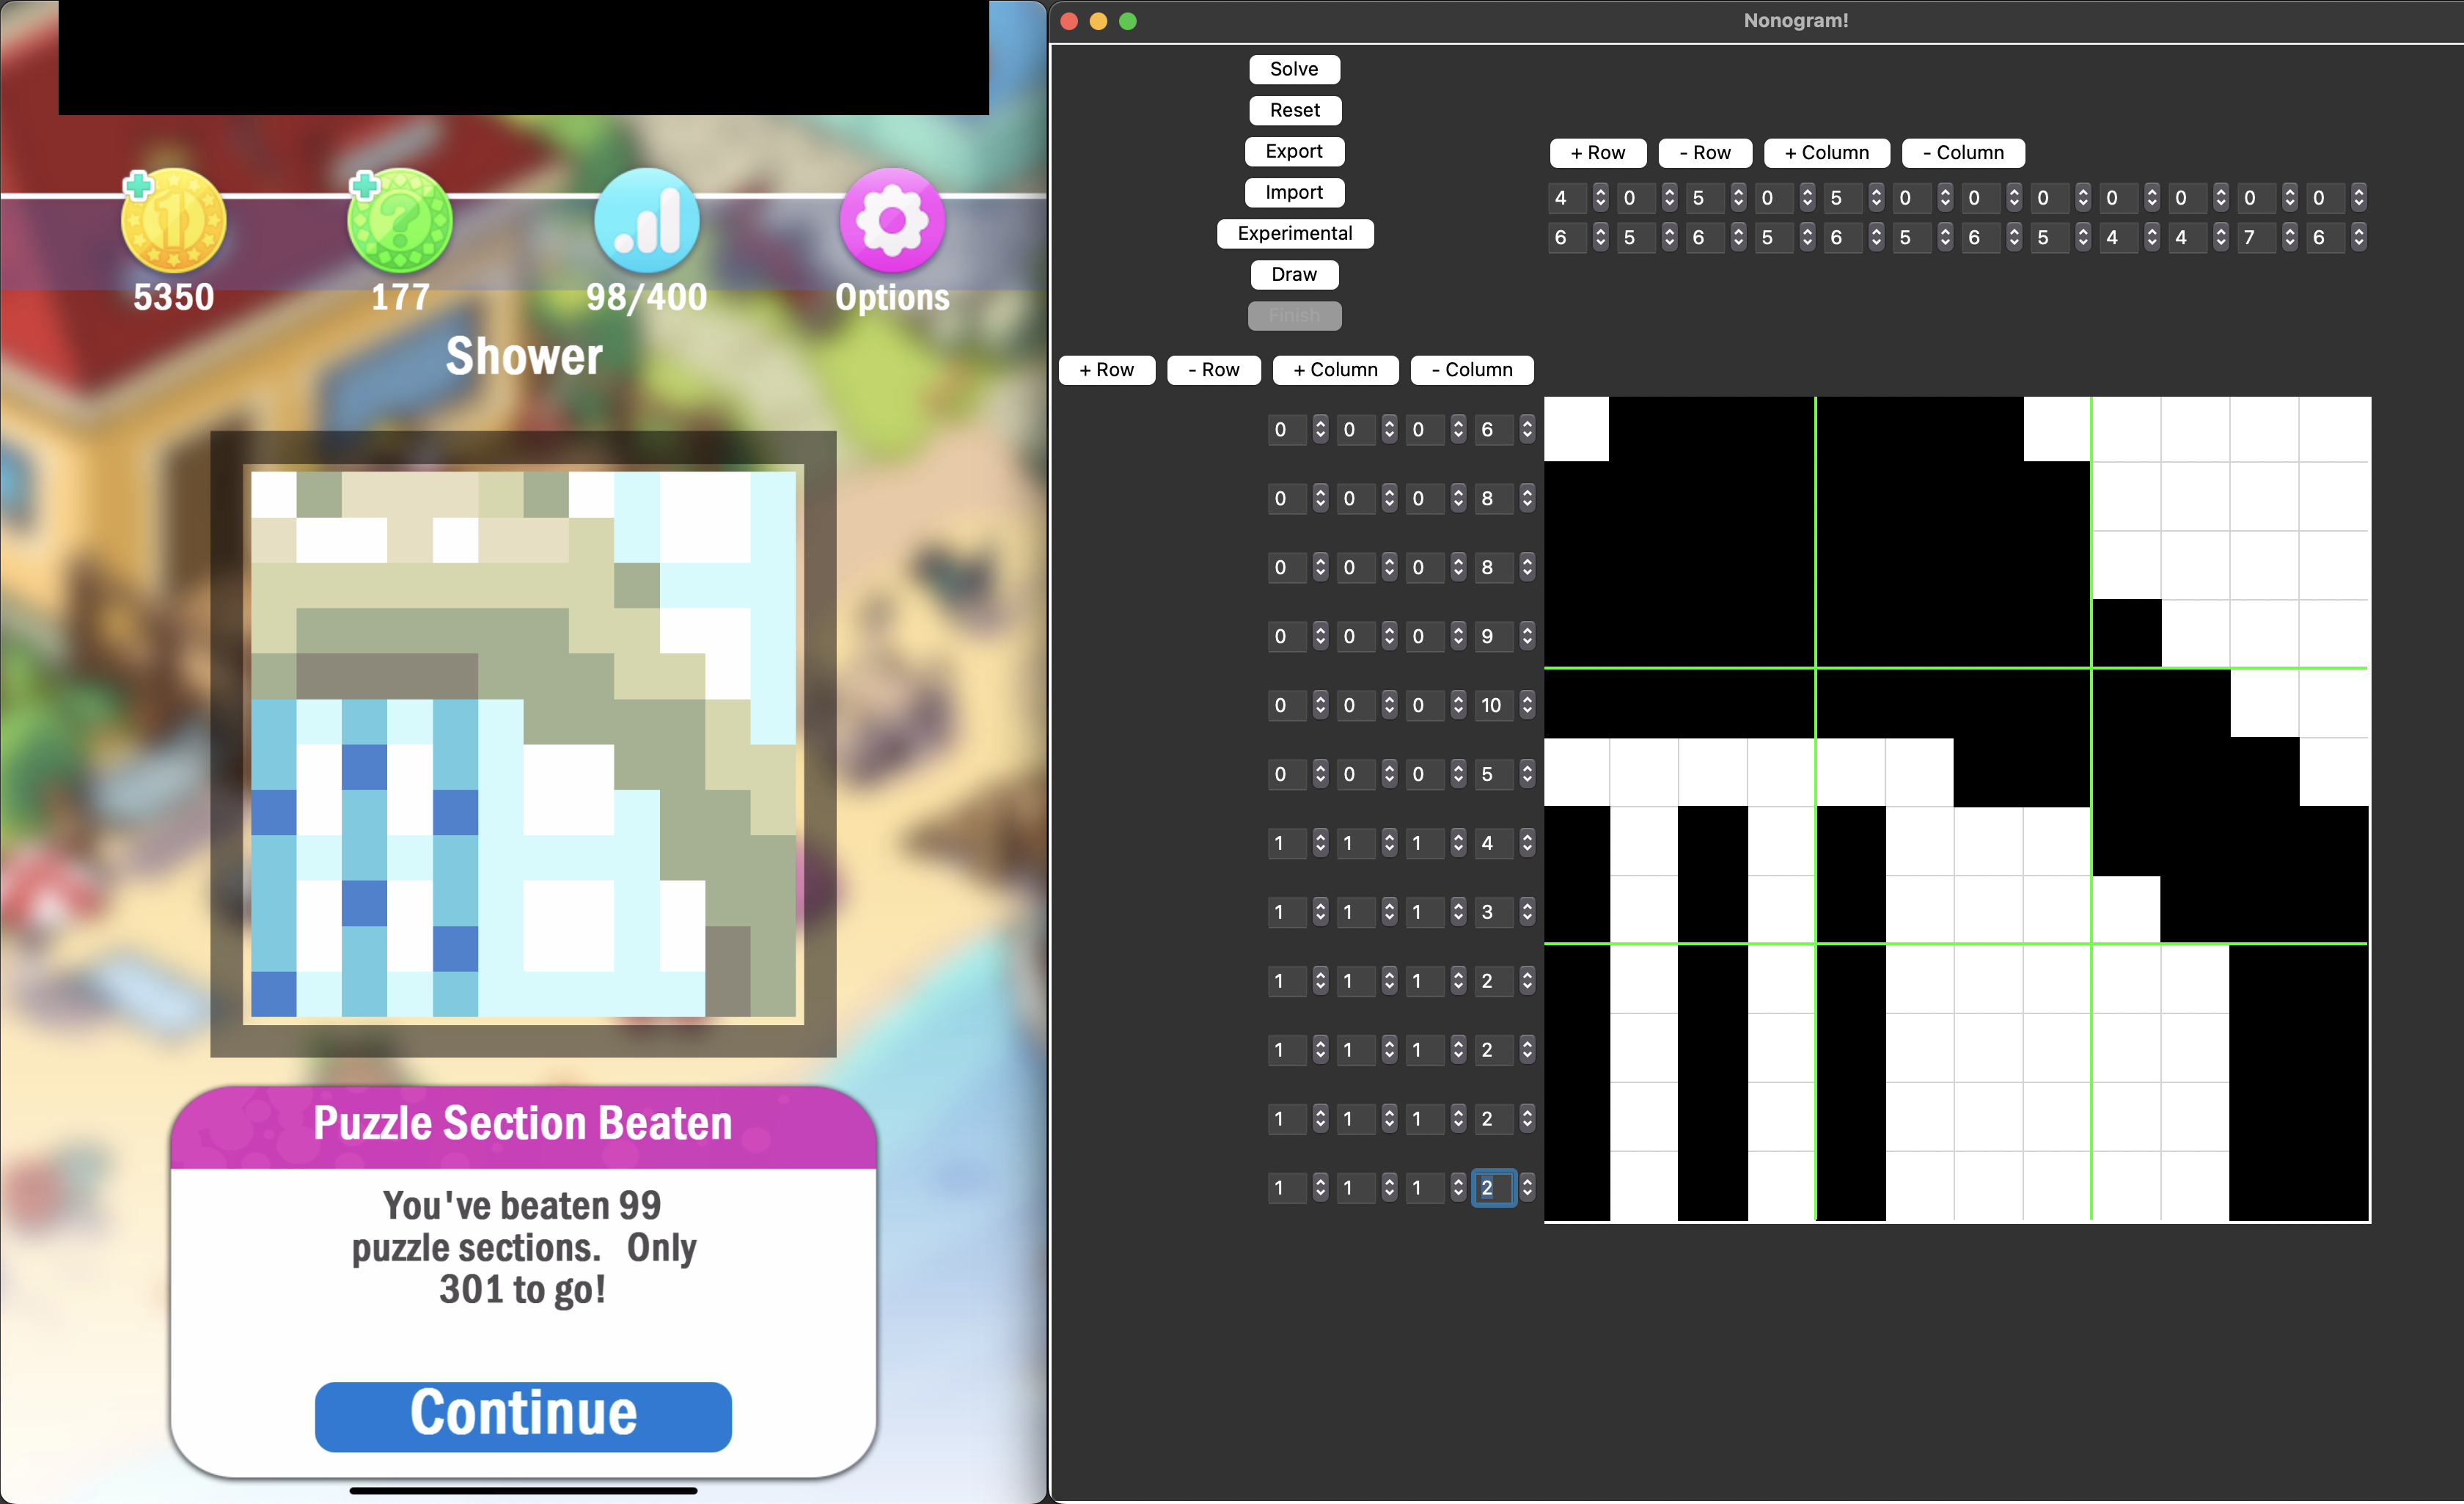 5350 177 98/400 Options
Shower
Puzzle Section Beaten
You've beaten 99
puzzle sections. Only
301 to go!
Continue
Nonogram!
Solve
Reset
Export
Import
Experimental
Draw
Finish
+ Row - Row + Column - Column
4 0 5 0 5 0 0 0 0 0 0 0
6 5 6 5 6 5 6 5 4 4 7 6
+ Row - Row + Column - Column
0 0 0 6
0 0 0 8
0 0 0 8
0 0 0 9
0 0 0 10
0 0 0 5
1 1 1 4
1 1 1 3
1 1 1 2
1 1 1 2
1 1 1 2
1 1 1 2